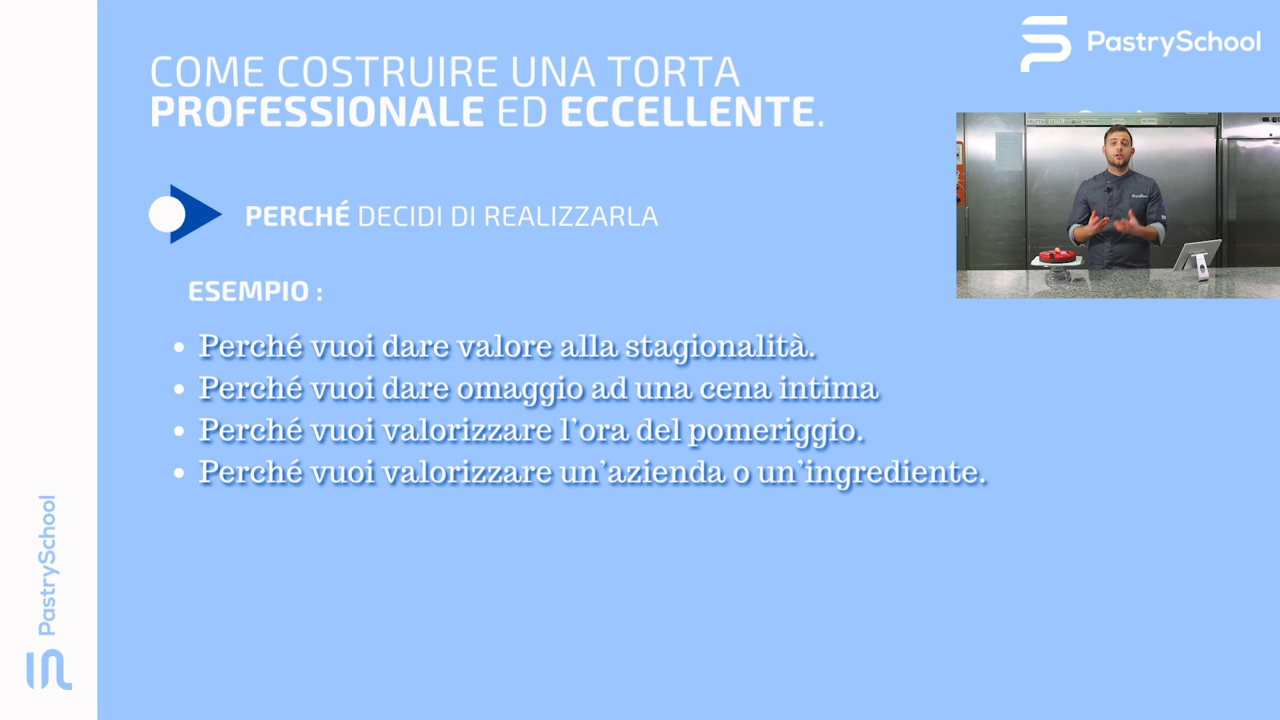 PastrySchool
COME COSTRUIRE UNA TORTA
PROFESSIONALE ED ECCELLENTE.
PERCHÉ DECIDI DI REALIZZARLA
ESEMPIO :
• Perché vuoi dare valore alla stagionalità.
• Perché vuoi dare omaggio ad una cena intima
• Perché vuoi valorizzare l'ora del pomeriggio.
• Perché vuoi valorizzare un'azienda o un'ingrediente.
PastrySchool